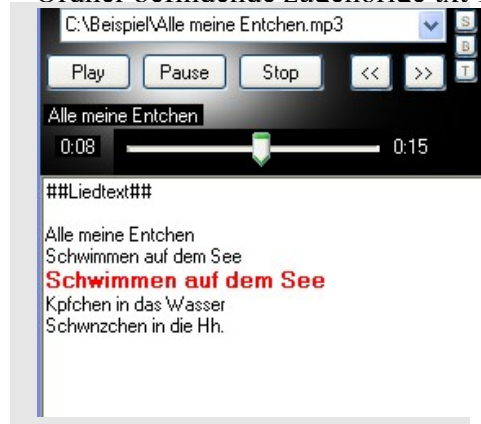 C:\Beispiel\Alle meine Entchen.mp3 S
B
Play Pause Stop << >> T
Alle meine Entchen
0:08 0:15
##Liedtext##
Alle meine Entchen
Schwimmen auf dem See
Schwimmen auf dem See
Kpfchen in das Wasser
Schwnzchen in die Hh.